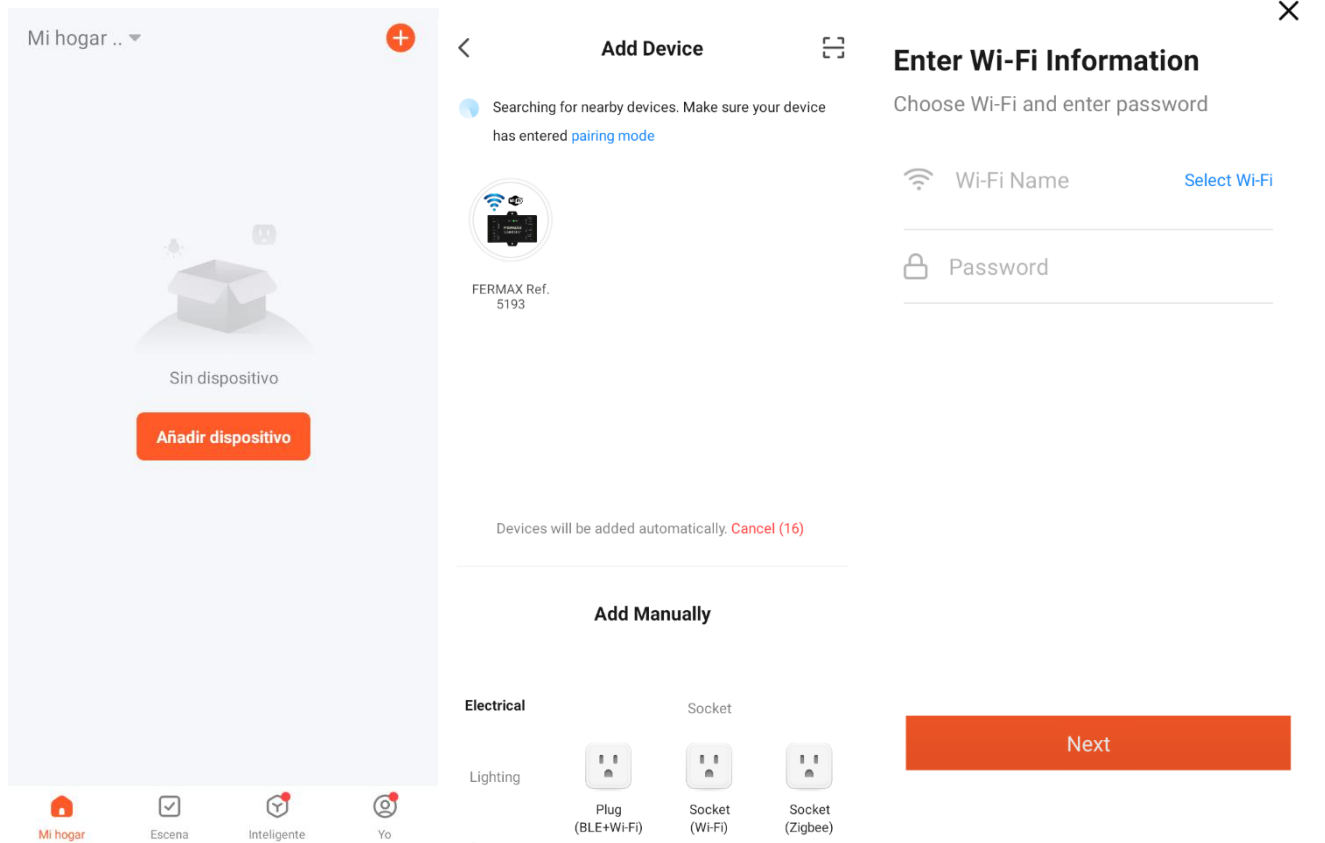 Mi hogar ..
Sin dispositivo
Añadir dispositivo
Mi hogar
Escena
Inteligente
Yo
Add Device
Searching for nearby devices. Make sure your device
has entered pairing mode
FERMAX
FERMAX Ref.
5193
Devices will be added automatically. Cancel (16)
Add Manually
Electrical
Socket
Lighting
Plug
(BLE+Wi-Fi)
Socket
(Wi-Fi)
Socket
(Zigbee)
Enter Wi-Fi Information
Choose Wi-Fi and enter password
Wi-Fi Name
Select Wi-Fi
Password
Next